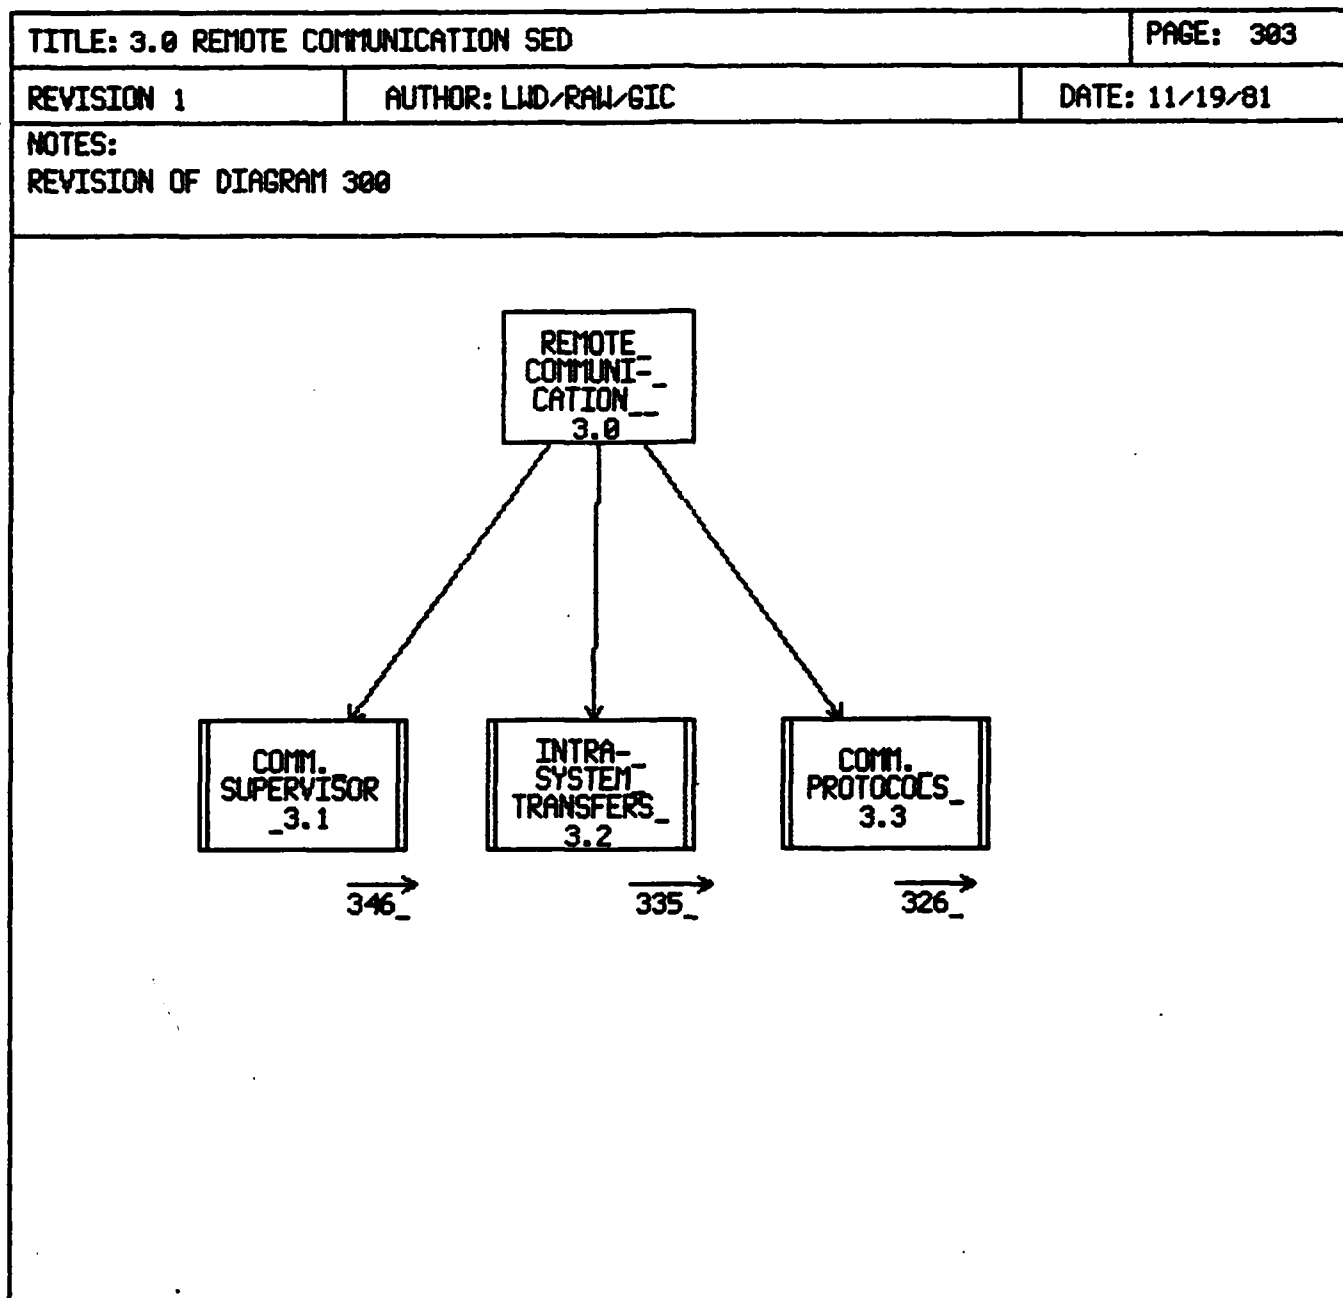 TITLE: 3.0 REMOTE COMMUNICATION SED
PAGE: 303
REVISION 1
AUTHOR: LWD/RAW/GIC
DATE: 11/19/81
NOTES:
REVISION OF DIAGRAM 300
REMOTE_
COMMUNI-_
CATION__
3.0
COMM._
SUPERVISOR
_3.1
INTRA-_
SYSTEM_
TRANSFERS_
3.2
COMM._
PROTOCOLS_
3.3
346_
335_
326_